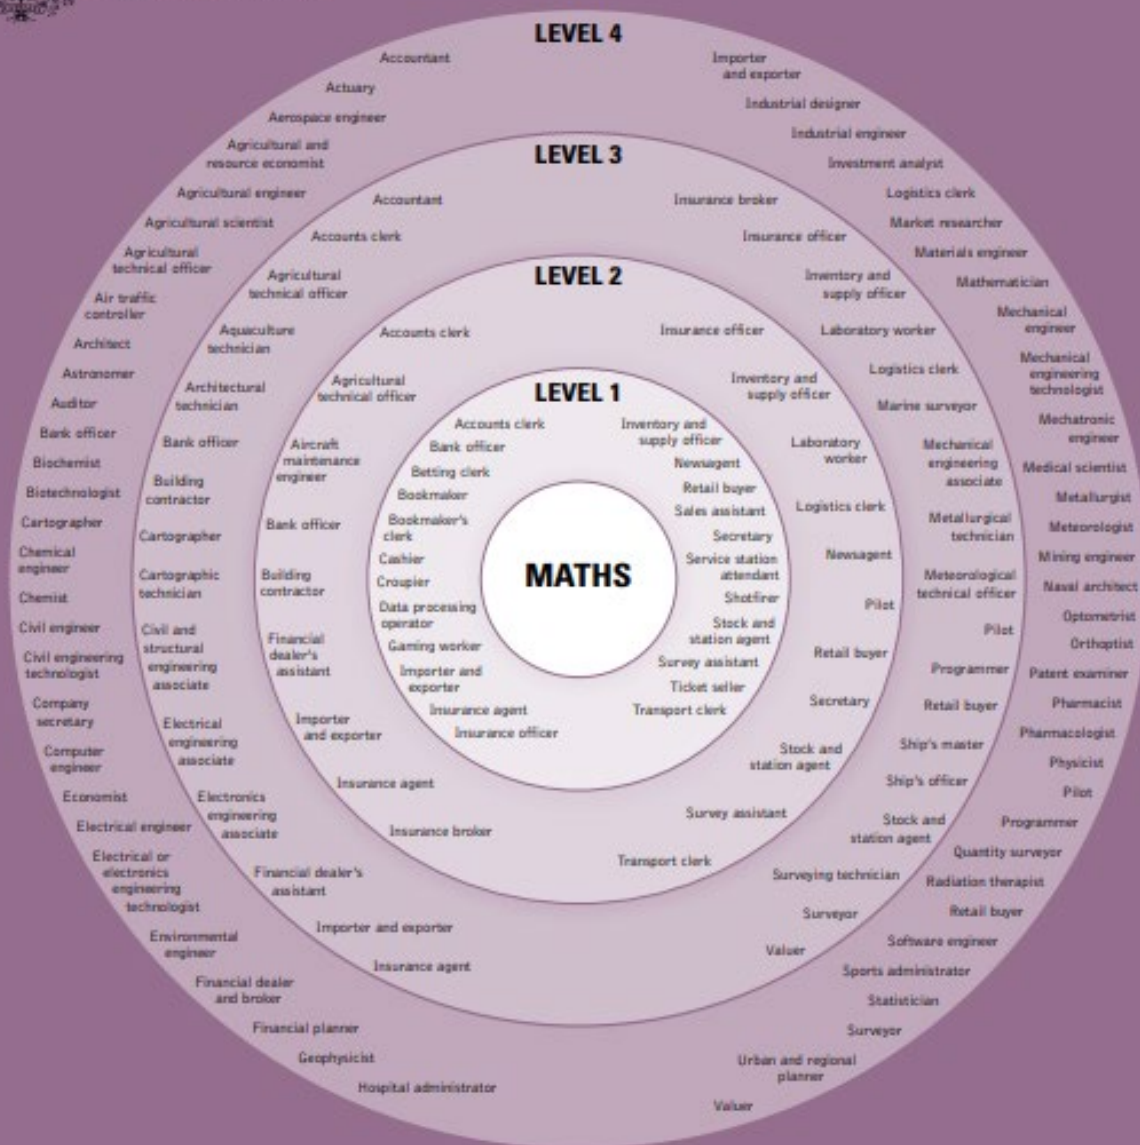 LEVEL 4
Accountant
Actuary
Aerospace engineer
Agricultural and
resource economist
Agricultural engineer
Agricultural scientist
Agricultural
technical officer
Air traffic
controller
Architect
Astronomer
Auditor
Bank officer
Biochemist
Biotechnologist
Cartographer
Chemical
engineer
Chemist
Civil engineer
Civil engineering
technologist
Company
secretary
Computer
engineer
Economist
Electrical engineer
Electrical or
electronics
engineering
technologist
Environmental
engineer
Financial dealer
and broker
Financial planner
Geophysicist
Hospital administrator
Importer
and exporter
Industrial designer
Industrial engineer
Investment analyst
Logistics clerk
Market researcher
Materials engineer
Mathematician
Mechanical
engineer
Mechanical
engineering
technologist
Mechatronic
engineer
Medical scientist
Metallurgist
Meteorologist
Mining engineer
Naval architect
Optometrist
Orthoptist
Patent examiner
Pharmacist
Pharmacologist
Physicist
Pilot
Programmer
Quantity surveyor
Radiation therapist
Retail buyer
Software engineer
Sports administrator
Statistician
Surveyor
Urban and regional
planner
Valuer
LEVEL 3
Accountant
Accounts clerk
Agricultural
technical officer
Aquaculture
technician
Architectural
technician
Bank officer
Building
contractor
Cartographer
Cartographic
technician
Civil and
structural
engineering
associate
Electrical
engineering
associate
Electronics
engineering
associate
Financial dealer's
assistant
Importer and exporter
Insurance agent
Insurance broker
Insurance officer
Inventory and
supply officer
Laboratory worker
Logistics clerk
Marine surveyor
Mechanical
engineering
associate
Metallurgical
technician
Meteorological
technical officer
Pilot
Programmer
Retail buyer
Ship's master
Ship's officer
Stock and
station agent
Surveying technician
Surveyor
Valuer
LEVEL 2
Accounts clerk
Agricultural
technical officer
Aircraft
maintenance
engineer
Bank officer
Building
contractor
Financial
dealer's
assistant
Importer
and exporter
Insurance agent
Insurance broker
Insurance officer
Inventory and
supply officer
Laboratory
worker
Logistics clerk
Newsagent
Pilot
Retail buyer
Secretary
Stock and
station agent
Survey assistant
Transport clerk
LEVEL 1
Accounts clerk
Bank officer
Betting clerk
Bookmaker
Bookmaker's
clerk
Cashier
Croupier
Data processing
operator
Gaming worker
Importer and
exporter
Insurance agent
Insurance officer
Inventory and
supply officer
Newsagent
Retail buyer
Sales assistant
Secretary
Service station
attendant
Shotfirer
Stock and
station agent
Survey assistant
Ticket seller
Transport clerk
MATHS